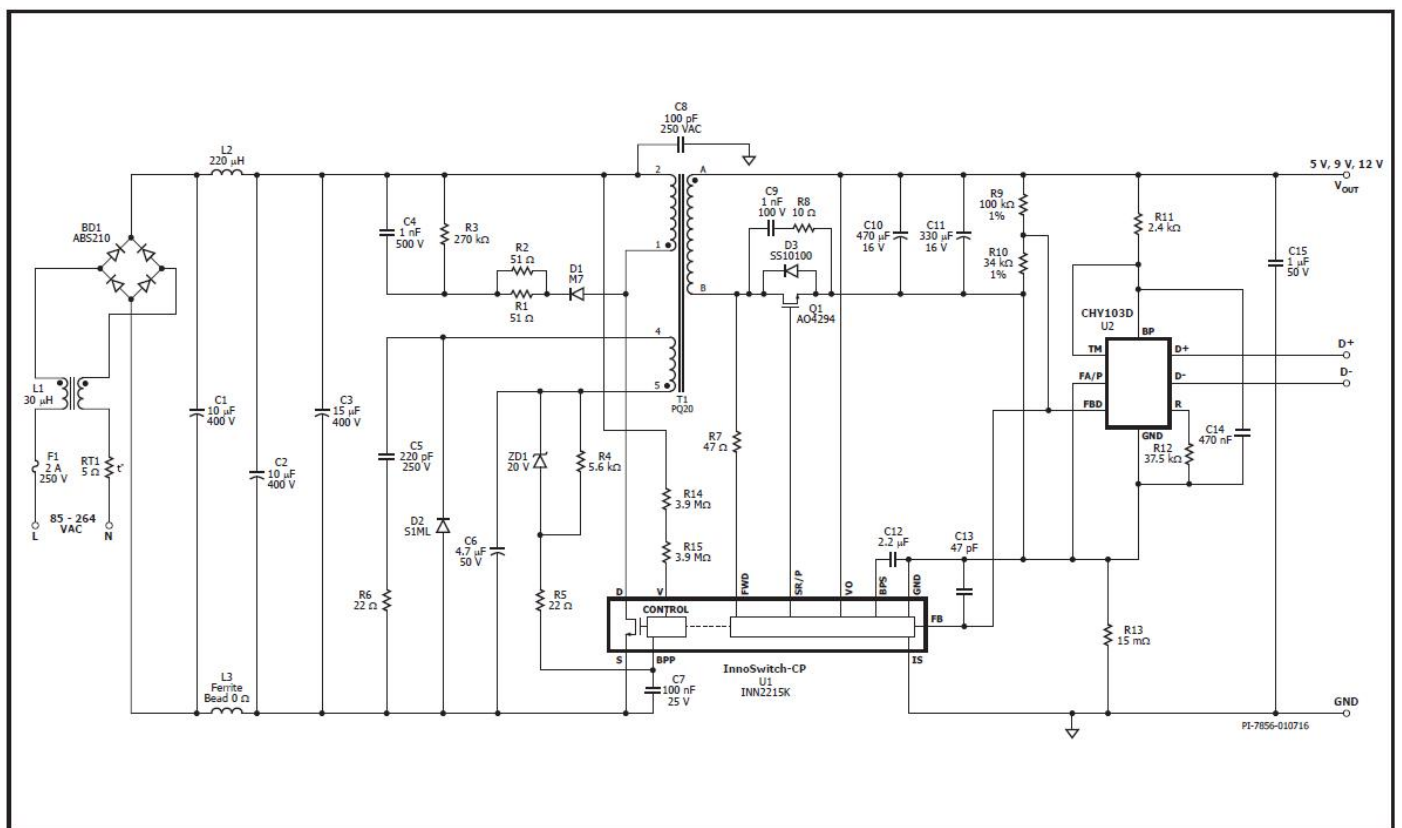 C8
100 pF
250 VAC
L2
220 µH
2
A
5 V, 9 V, 12 V
V_OUT
BD1
ABS210
C4
1 nF
500 V
R3
270 kΩ
R2
51 Ω
R1
51 Ω
D1
M7
1
C9
1 nF
100 V
R8
10 Ω
D3
SS10100
B
Q1
AO4294
C10
470 µF
16 V
C11
330 µF
16 V
R9
100 kΩ
1%
R10
34 kΩ
1%
R11
2.4 kΩ
C15
1 µF
50 V
CHY103D
U2
BP
TM
D+
FA/P
D-
FBD
R
GND
D+
D-
4
5
T1
PQ20
L1
30 µH
F1
2 A
250 V
RT1
5 Ω
t°
85 - 264
VAC
L
N
C1
10 µF
400 V
C2
10 µF
400 V
C3
15 µF
400 V
C5
220 pF
250 V
R6
22 Ω
D2
S1ML
C6
4.7 µF
50 V
ZD1
20 V
R4
5.6 kΩ
R5
22 Ω
R14
3.9 MΩ
R15
3.9 MΩ
R7
47 Ω
C12
2.2 µF
C13
47 pF
R12
37.5 kΩ
C14
470 nF
D
V
FWD
SR/P
VO
BPS
GND
CONTROL
FB
S
BPP
IS
InnoSwitch-CP
U1
INN2215K
C7
100 nF
25 V
R13
15 mΩ
L3
Ferrite
Bead 0 Ω
GND
PI-7856-010716